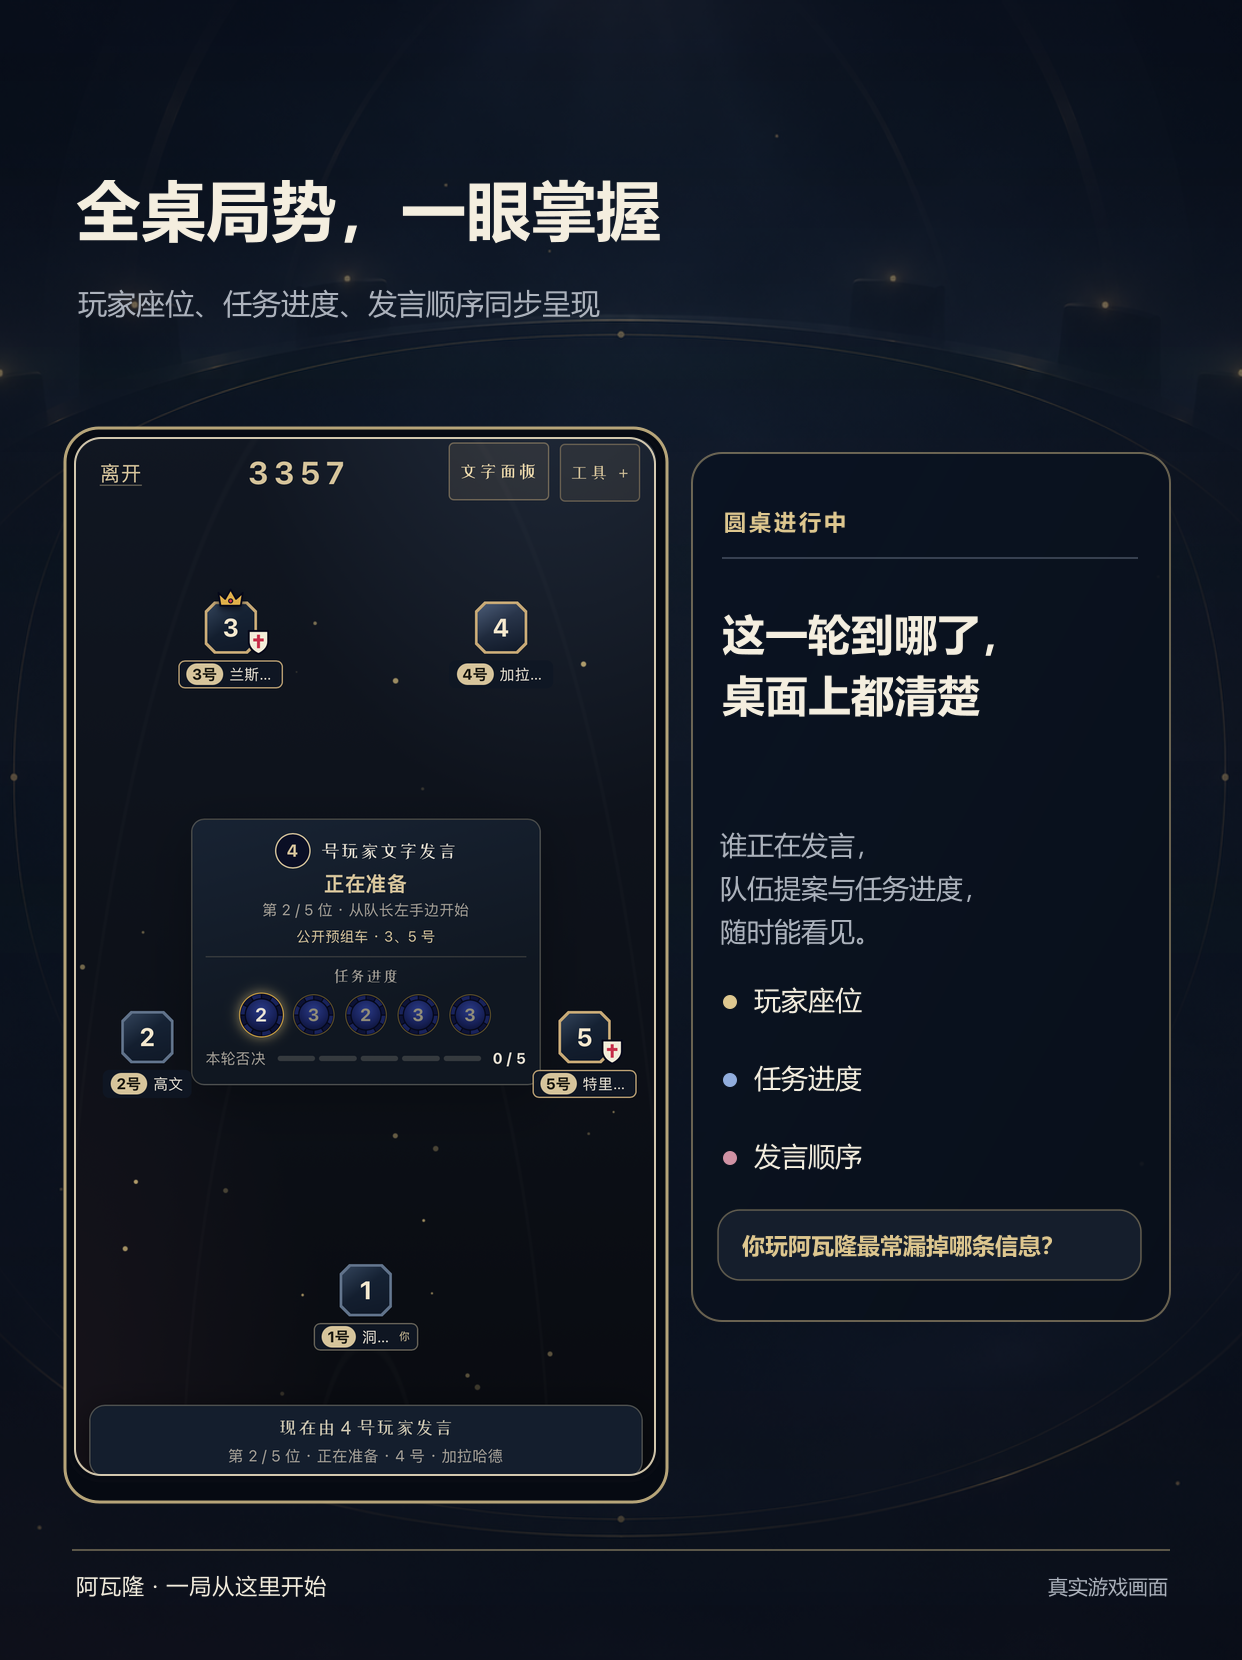 全桌局势，一眼掌握
玩家座位、任务进度、发言顺序同步呈现
离开
3357
文字面板
工具 +
3
3号 兰斯...
4
4号 加拉...
4 号玩家文字发言
正在准备
第 2 / 5 位 · 从队长左手边开始
公开预组车 · 3、5 号
任务进度
2 3 2 3 3
本轮否决 0 / 5
2
2号 高文
5
5号 特里...
1
1号 洞... 你
现在由 4 号玩家发言
第 2 / 5 位 · 正在准备 · 4 号 · 加拉哈德
圆桌进行中
这一轮到哪了，
桌面上都清楚
谁正在发言，
队伍提案与任务进度，
随时能看见。
玩家座位
任务进度
发言顺序
你玩阿瓦隆最常漏掉哪条信息？
阿瓦隆 · 一局从这里开始
真实游戏画面